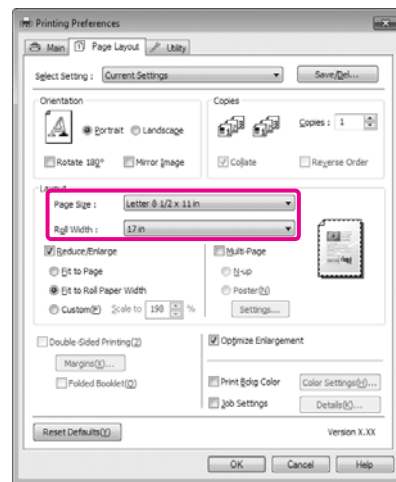 Printing Preferences
Main Page Layout Utility
Select Setting : Current Settings Save/Del...
Orientation Copies
Portrait Landscape Copies : 1
Rotate 180° Mirror Image Collate Reverse Order
Layout
Page Size : Letter 8 1/2 x 11 in
Roll Width : 17 in
Reduce/Enlarge Multi-Page
Fit to Page N-up
Fit to Roll Paper Width Poster(N)
Custom(F) Scale to 198 % Settings...
Double-Sided Printing(2) Optimize Enlargement
Margins(X)...
Folded Booklet(O) Print Bckg Color Color Settings(H)...
Job Settings Details(K)...
Reset Defaults(Y) Version X.XX
OK Cancel Help